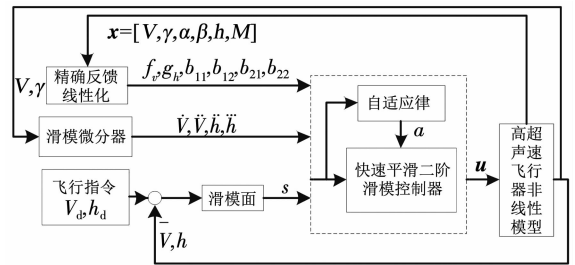 x=[V,γ,α,β,h,M]
V,γ
精确反馈
线性化
f_v,g_h,b_11,b_12,b_21,b_22
滑模微分器
V̇,V̈,ḧ,h⃛
自适应律
a
快速平滑二阶
滑模控制器
u
高超
声速
飞行
器非
线性
模型
飞行指令
V_d,h_d
滑模面
s
−
V,h